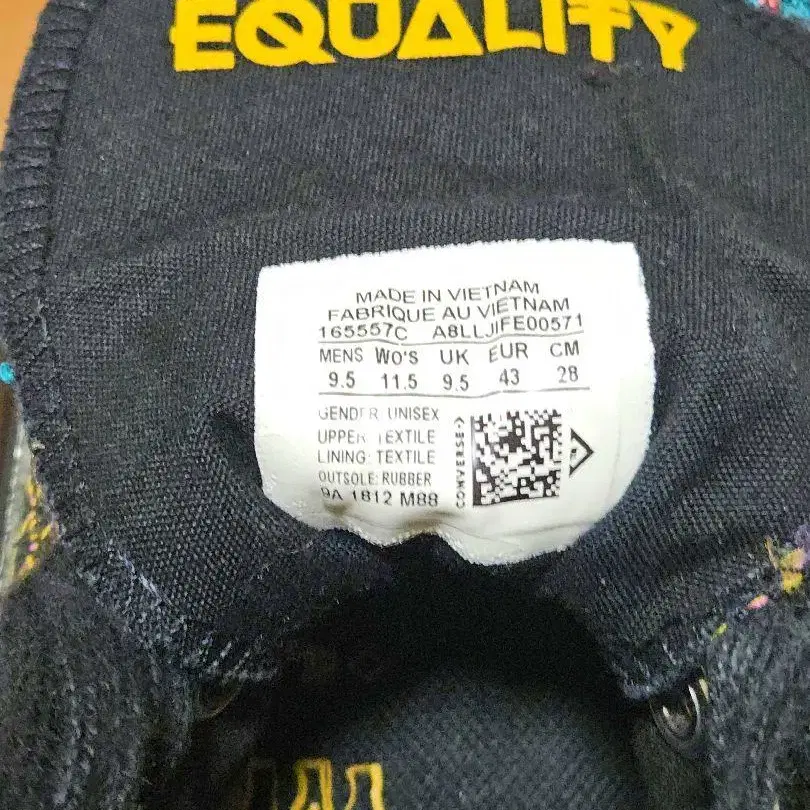 EQUALITY
MADE IN VIETNAM
FABRIQUE AU VIETNAM
165557C A8LLJIFE00571
MENS Wo's UK EUR CM
9.5 11.5 9.5 43 28
GENDER UNISEX
UPPER TEXTILE
LINING: TEXTILE
OUTSOLE: RUBBER
9A 1812 M88
CONVERSE